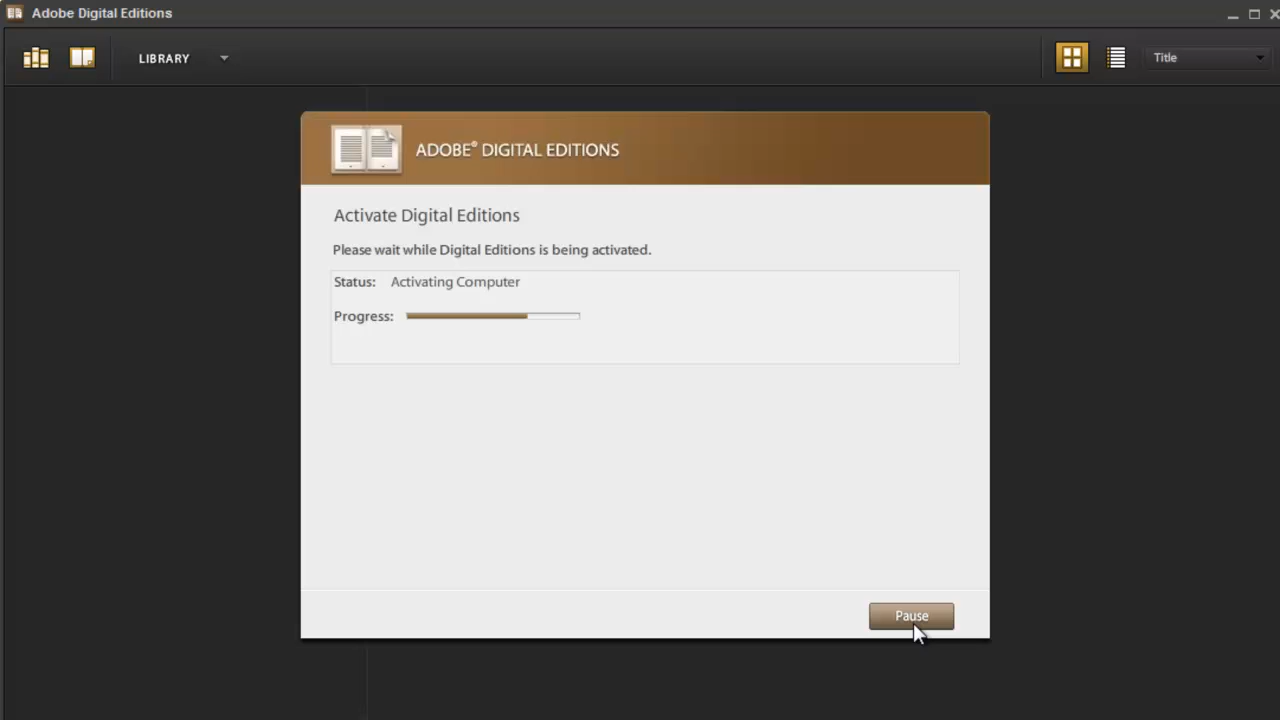 Adobe Digital Editions
LIBRARY
Title
ADOBE® DIGITAL EDITIONS
Activate Digital Editions
Please wait while Digital Editions is being activated.
Status: Activating Computer
Progress:
Pause